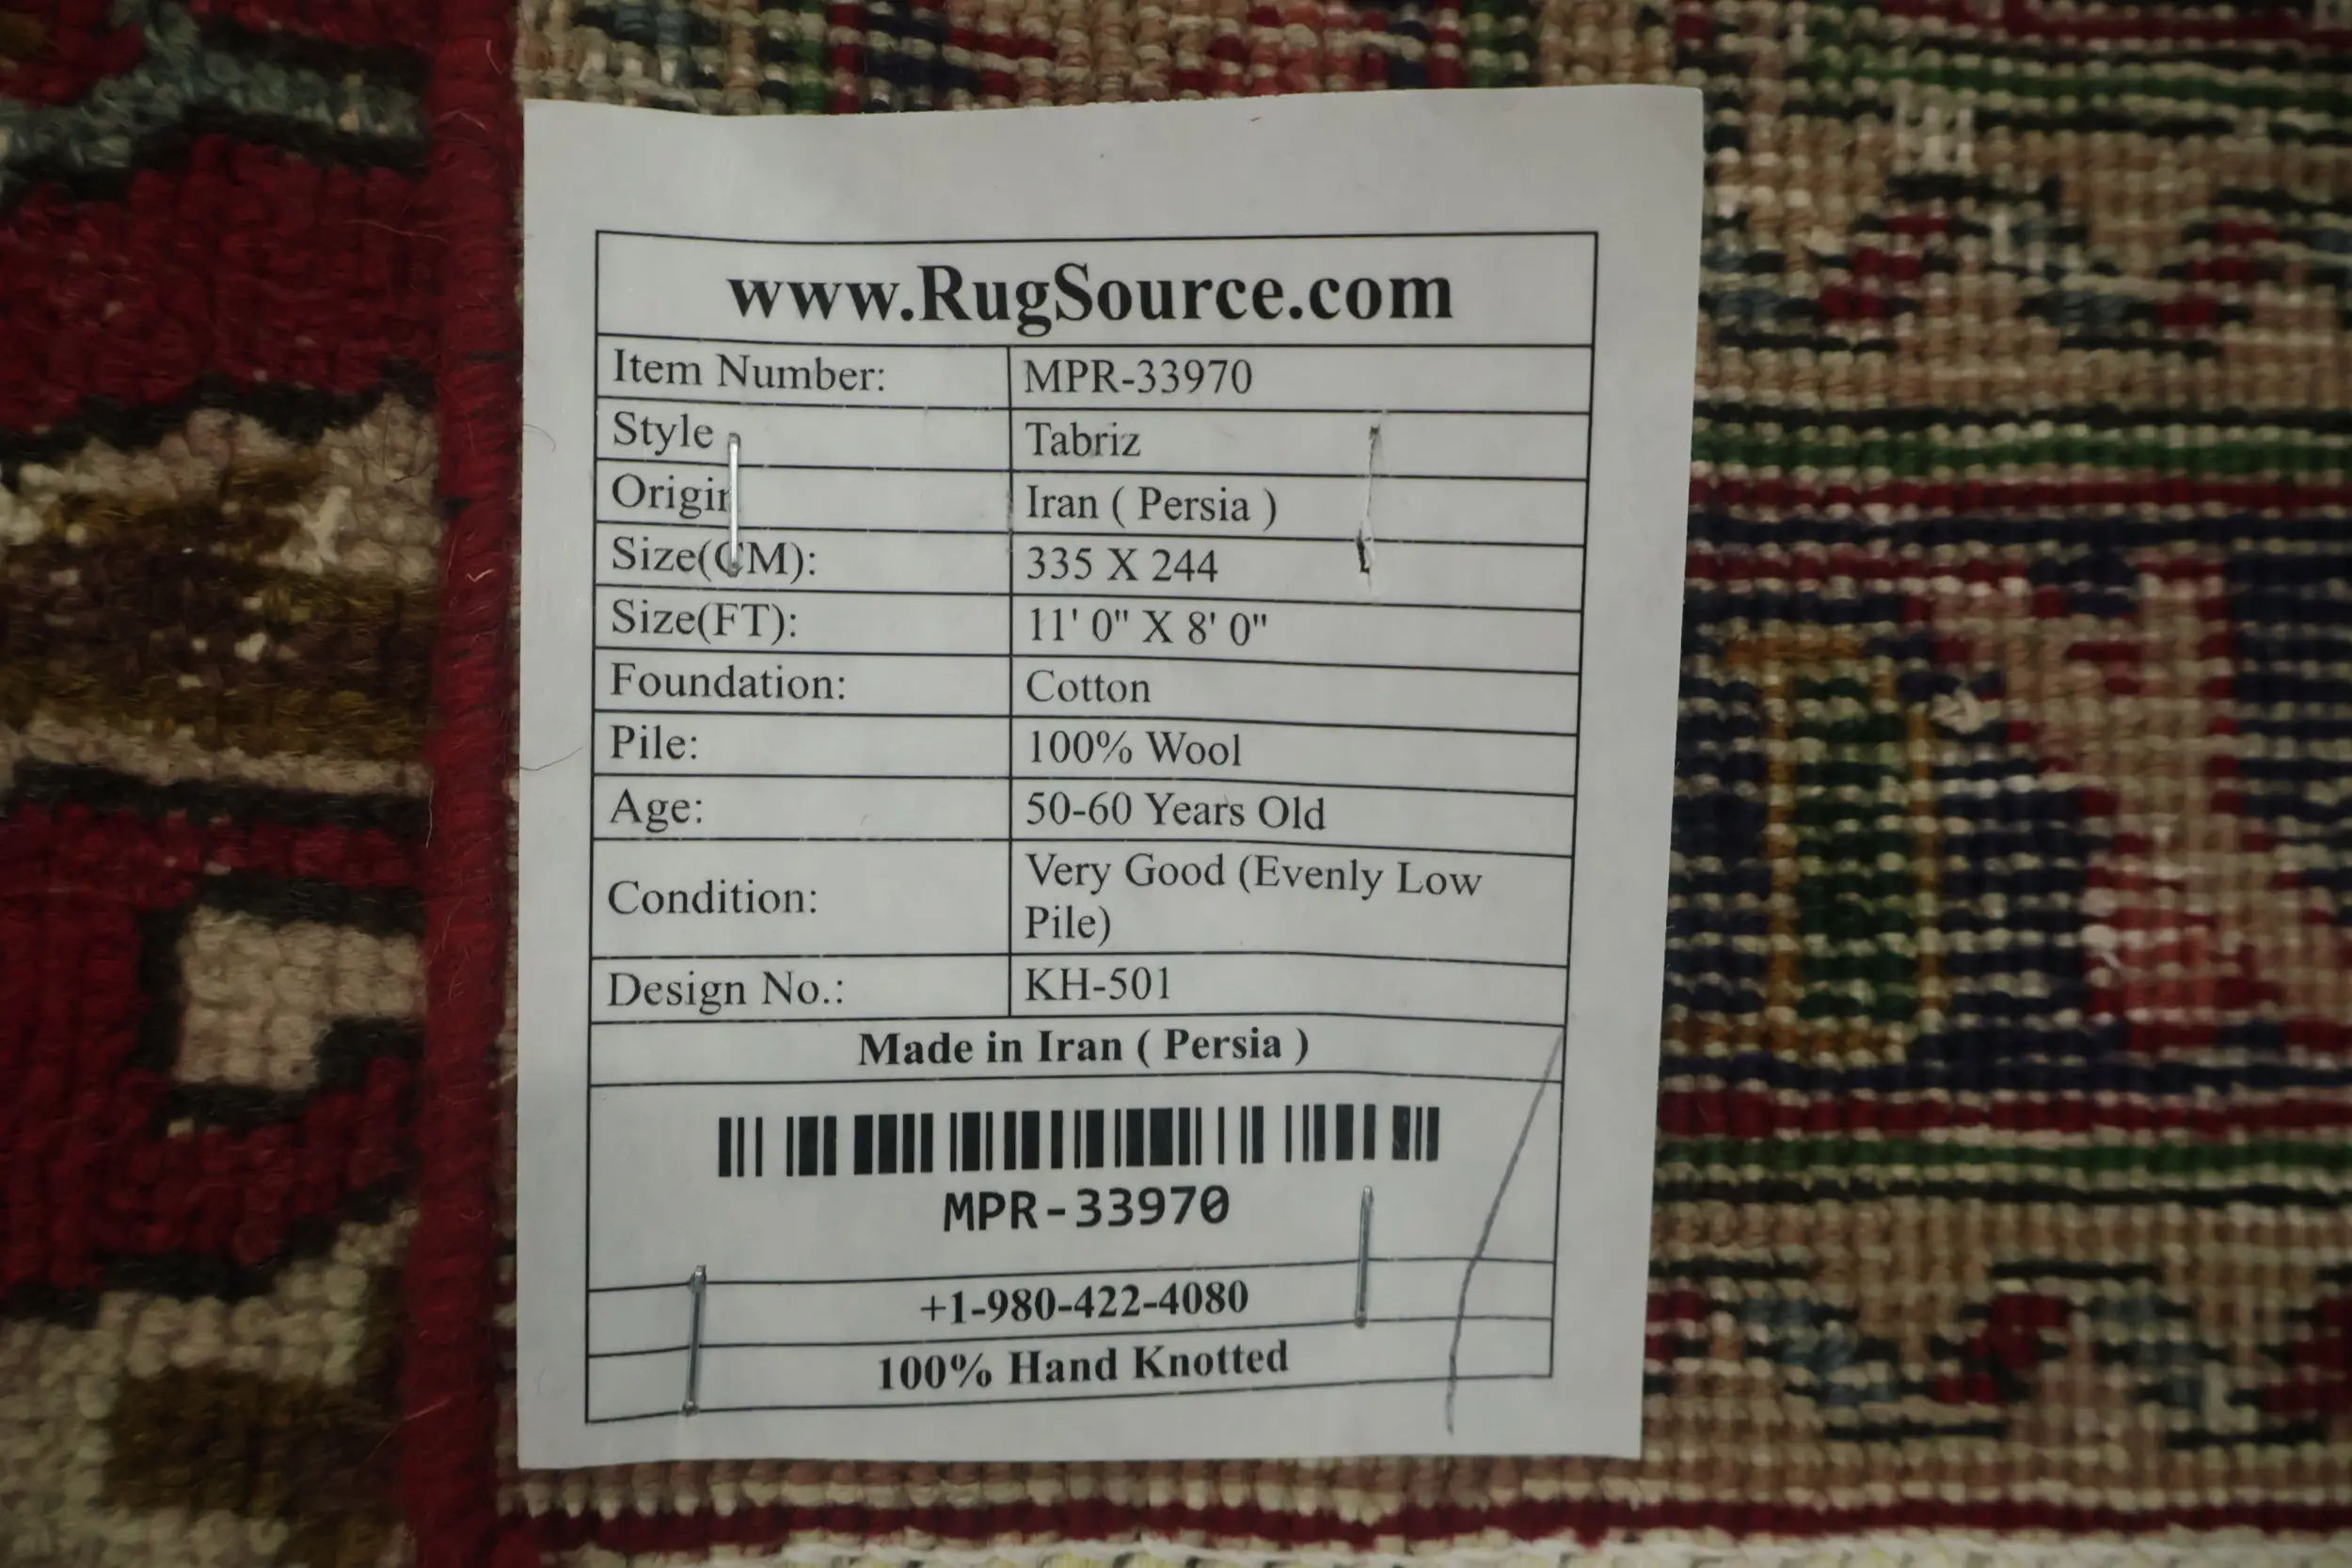 www.RugSource.com
Item Number: MPR-33970
Style Tabriz
Origin Iran ( Persia )
Size(CM): 335 X 244
Size(FT): 11' 0" X 8' 0"
Foundation: Cotton
Pile: 100% Wool
Age: 50-60 Years Old
Condition: Very Good (Evenly Low
Pile)
Design No.: KH-501
Made in Iran ( Persia )
MPR-33970
+1-980-422-4080
100% Hand Knotted